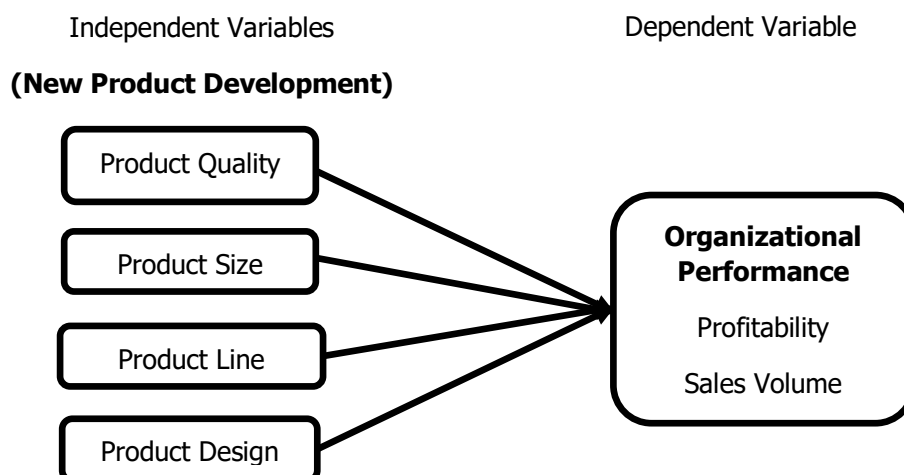 Independent Variables
Dependent Variable
(New Product Development)
Product Quality
Product Size
Product Line
Product Design
Organizational
Performance
Profitability
Sales Volume